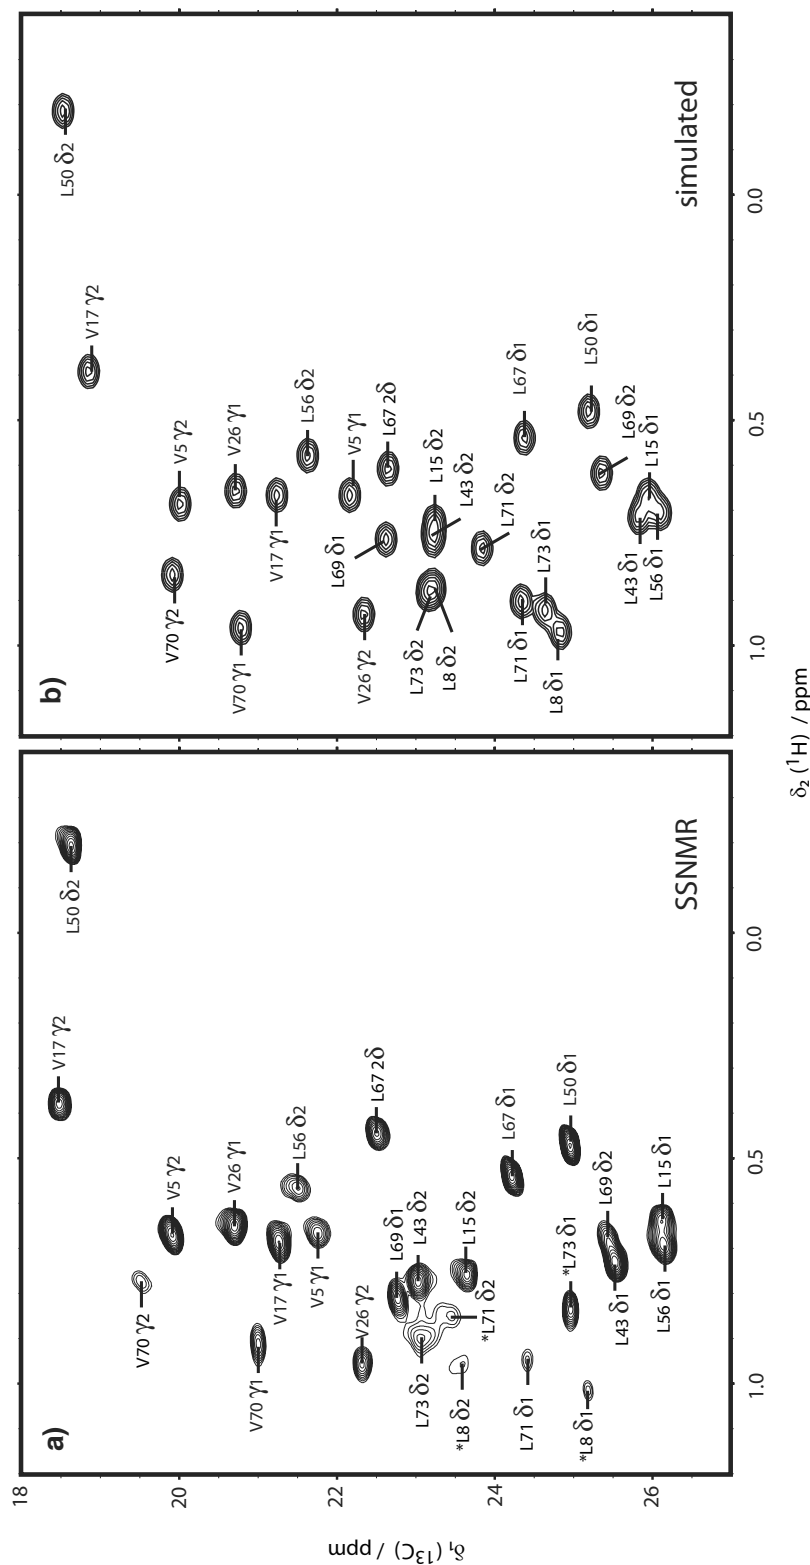 a)
SSNMR
L50 δ2
V17 γ2
V5 γ2
V70 γ2
V26 γ1
V70 γ1
V17 γ1
L56 δ2
V5 γ1
L67 2δ
V26 γ2
L69 δ1
L43 δ2
L73 δ2
L15 δ2
*L71 δ2
*L8 δ2
L67 δ1
L71 δ1
L50 δ1
*L73 δ1
*L8 δ1
L69 δ2
L43 δ1
L15 δ1
L56 δ1
18
20
22
24
26
δ₁ (¹³C) / ppm
1.0
0.5
0.0
b)
simulated
L50 δ2
V17 γ2
V5 γ2
V70 γ2
V26 γ1
V70 γ1
V17 γ1
L56 δ2
V5 γ1
L67 2δ
V26 γ2
L69 δ1
L15 δ2
L43 δ2
L73 δ2
L8 δ2
L71 δ2
L67 δ1
L71 δ1
L73 δ1
L8 δ1
L50 δ1
L69 δ2
L15 δ1
L43 δ1
L56 δ1
1.0
0.5
0.0
δ₂ (¹H) / ppm